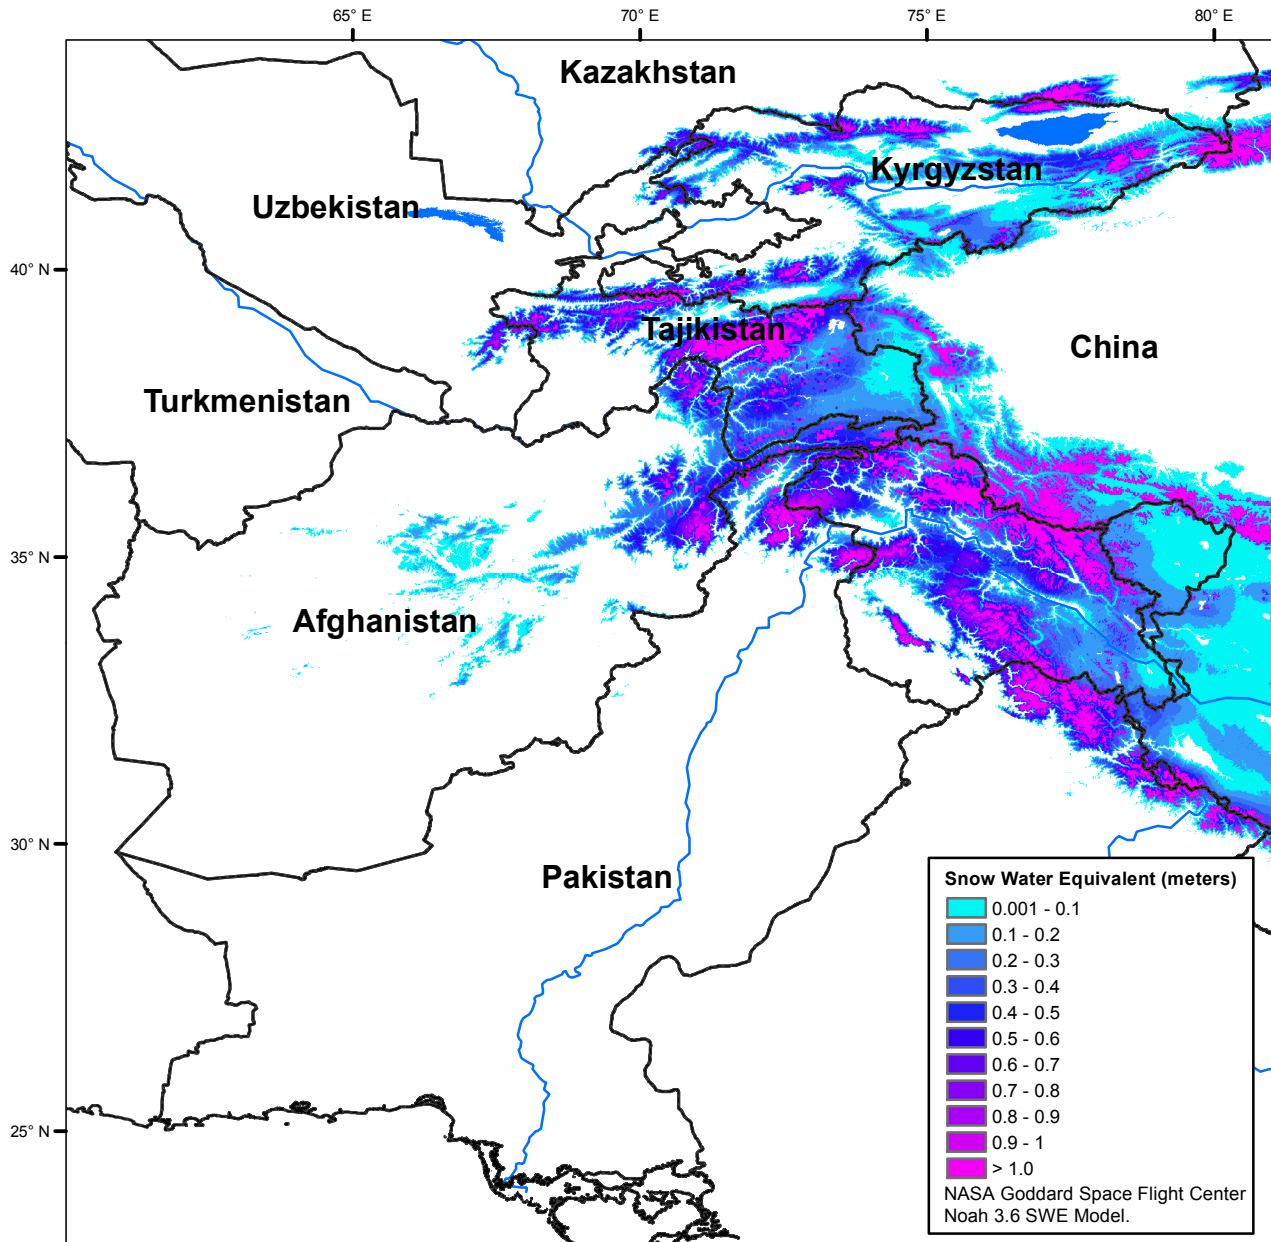 65° E
70° E
75° E
80° E
Kazakhstan
Kyrgyzstan
Uzbekistan
40° N
Tajikistan
China
Turkmenistan
35° N
Afghanistan
30° N
Pakistan
25° N
Snow Water Equivalent (meters)
0.001 - 0.1
0.1 - 0.2
0.2 - 0.3
0.3 - 0.4
0.4 - 0.5
0.5 - 0.6
0.6 - 0.7
0.7 - 0.8
0.8 - 0.9
0.9 - 1
> 1.0
NASA Goddard Space Flight Center
Noah 3.6 SWE Model.